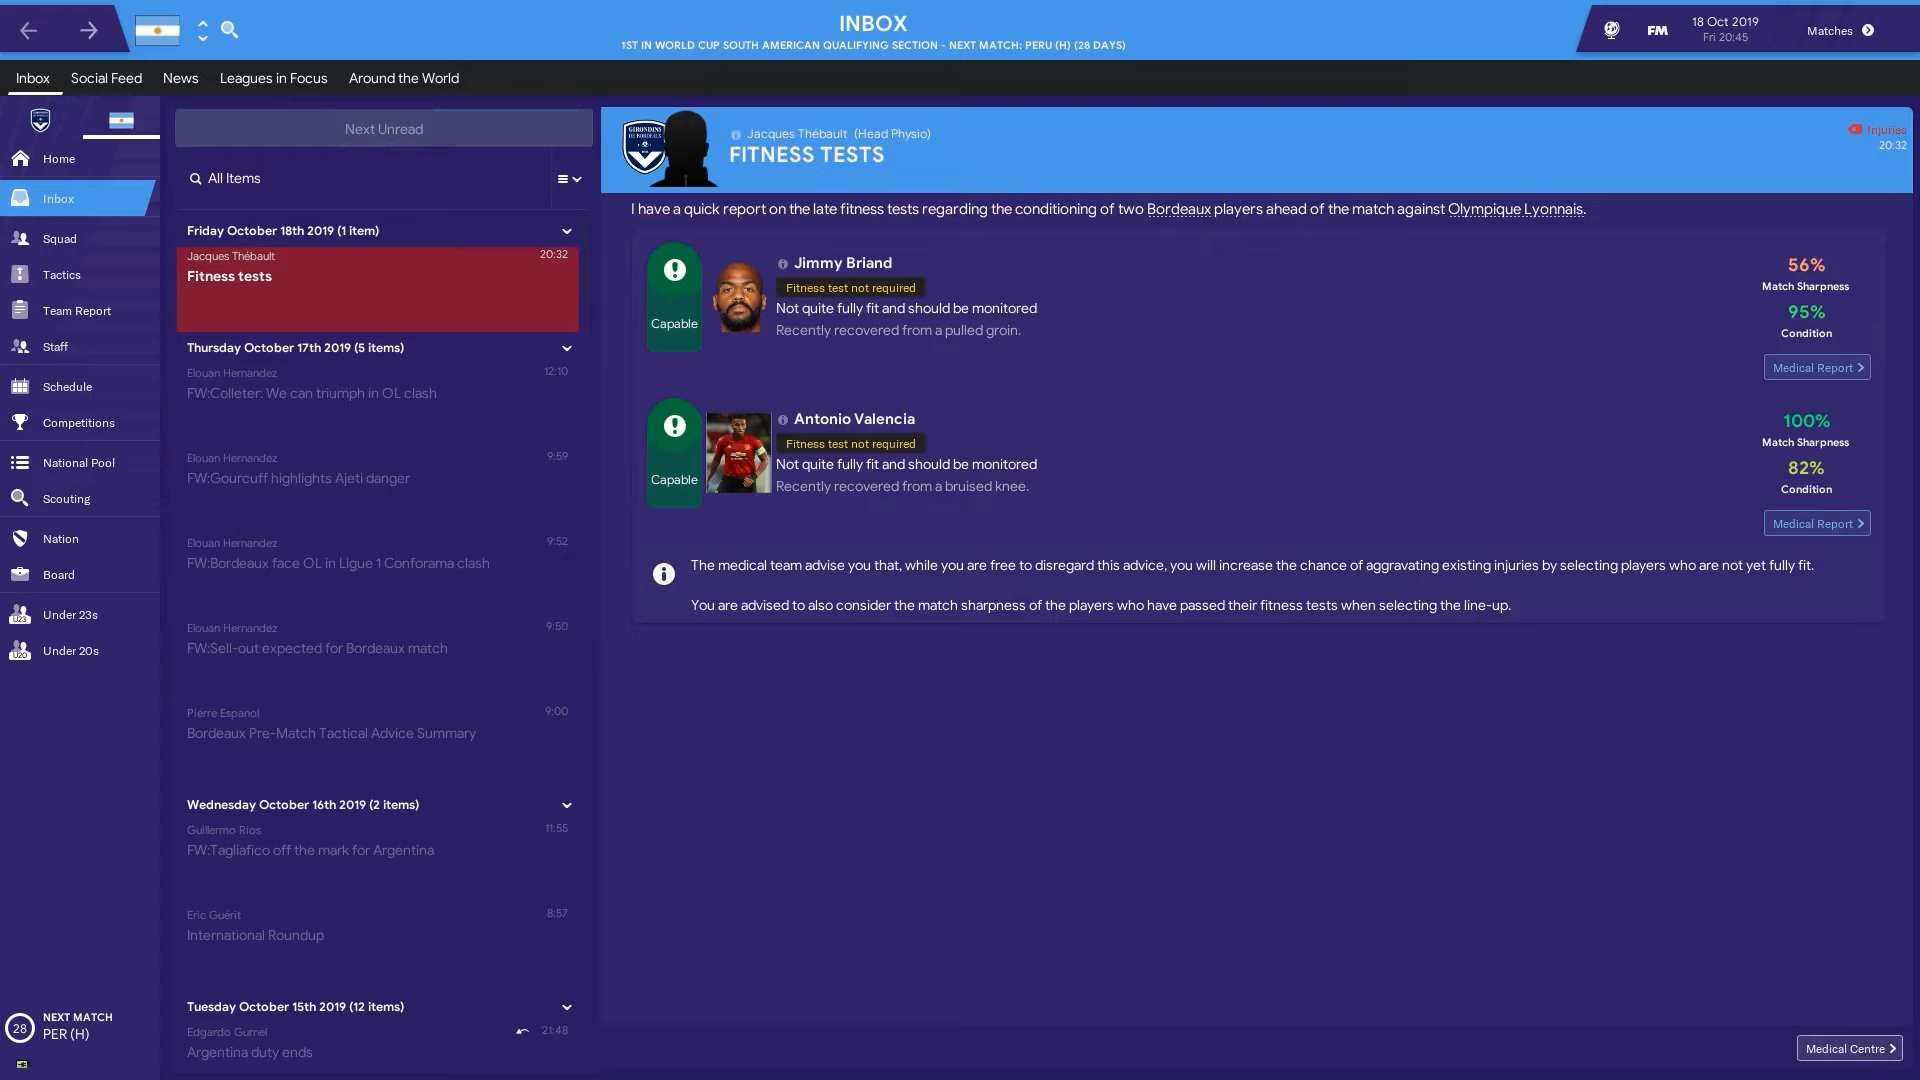 INBOX
1ST IN WORLD CUP SOUTH AMERICAN QUALIFYING SECTION - NEXT MATCH: PERU (H) (28 DAYS)
FM
18 Oct 2019
Fri 20:45
Matches
Inbox
Social Feed
News
Leagues in Focus
Around the World
Home
Inbox
Squad
Tactics
Team Report
Staff
Schedule
Competitions
National Pool
Scouting
Nation
Board
U23
Under 23s
U20
Under 20s
28
NEXT MATCH
PER (H)
Next Unread
All Items
Friday October 18th 2019 (1 item)
Jacques Thébault 20:32
Fitness tests
Thursday October 17th 2019 (5 items)
Elouan Hernandez 12:10
FW:Colleter: We can triumph in OL clash
Elouan Hernandez 9:59
FW:Gourcuff highlights Ajeti danger
Elouan Hernandez 9:52
FW:Bordeaux face OL in Ligue 1 Conforama clash
Elouan Hernandez 9:50
FW:Sell-out expected for Bordeaux match
Pierre Espanol 9:00
Bordeaux Pre-Match Tactical Advice Summary
Wednesday October 16th 2019 (2 items)
Guillermo Ríos 11:55
FW:Tagliafico off the mark for Argentina
Eric Guérit 8:57
International Roundup
Tuesday October 15th 2019 (12 items)
Edgardo Gurnel 21:48
Argentina duty ends
GIRONDINS
DE BORDEAUX
Jacques Thébault (Head Physio)
FITNESS TESTS
Injuries
20:32
I have a quick report on the late fitness tests regarding the conditioning of two Bordeaux players ahead of the match against Olympique Lyonnais.
Capable
Jimmy Briand
Fitness test not required
Not quite fully fit and should be monitored
Recently recovered from a pulled groin.
56%
Match Sharpness
95%
Condition
Medical Report
Capable
Antonio Valencia
Fitness test not required
Not quite fully fit and should be monitored
Recently recovered from a bruised knee.
100%
Match Sharpness
82%
Condition
Medical Report
The medical team advise you that, while you are free to disregard this advice, you will increase the chance of aggravating existing injuries by selecting players who are not yet fully fit.
You are advised to also consider the match sharpness of the players who have passed their fitness tests when selecting the line-up.
Medical Centre